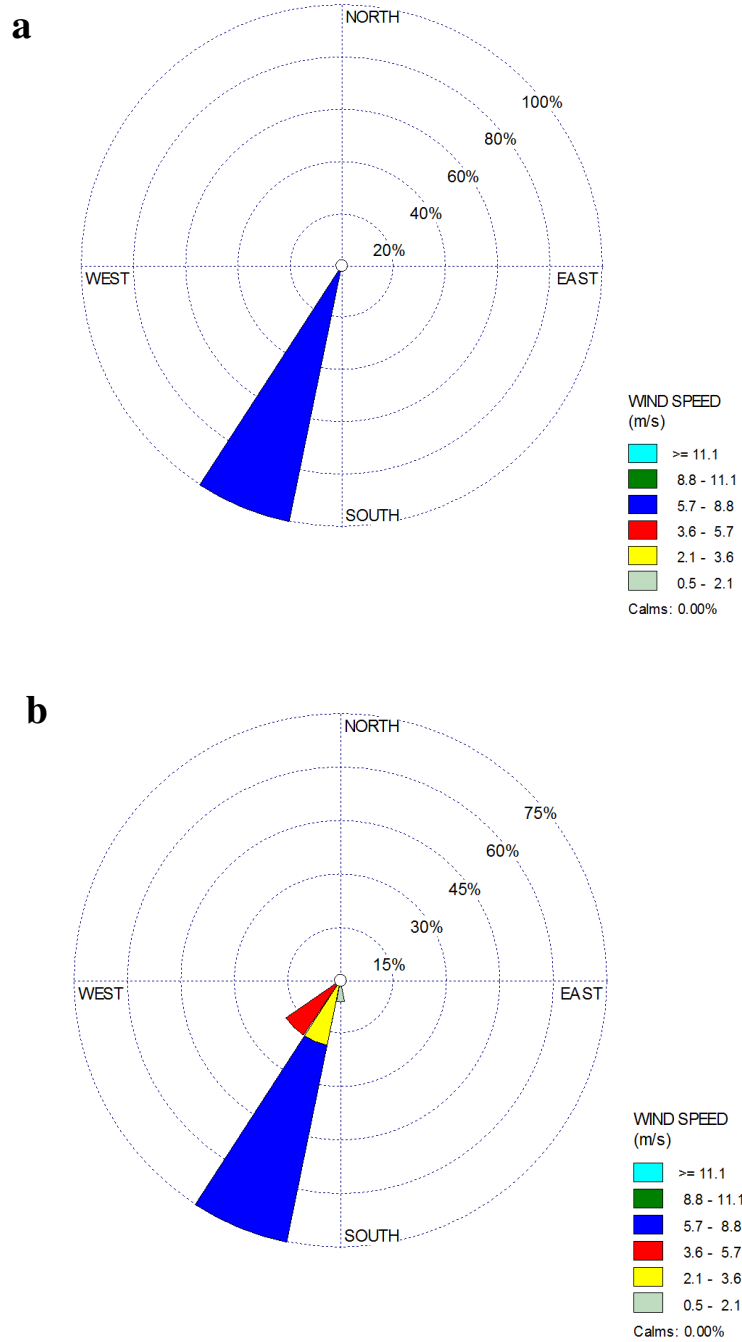 a
NORTH
100%
80%
60%
40%
20%
WEST
EAST
SOUTH
WIND SPEED
(m/s)
>= 11.1
8.8 - 11.1
5.7 - 8.8
3.6 - 5.7
2.1 - 3.6
0.5 - 2.1
Calms: 0.00%
b
NORTH
75%
60%
45%
30%
15%
WEST
EAST
SOUTH
WIND SPEED
(m/s)
>= 11.1
8.8 - 11.1
5.7 - 8.8
3.6 - 5.7
2.1 - 3.6
0.5 - 2.1
Calms: 0.00%